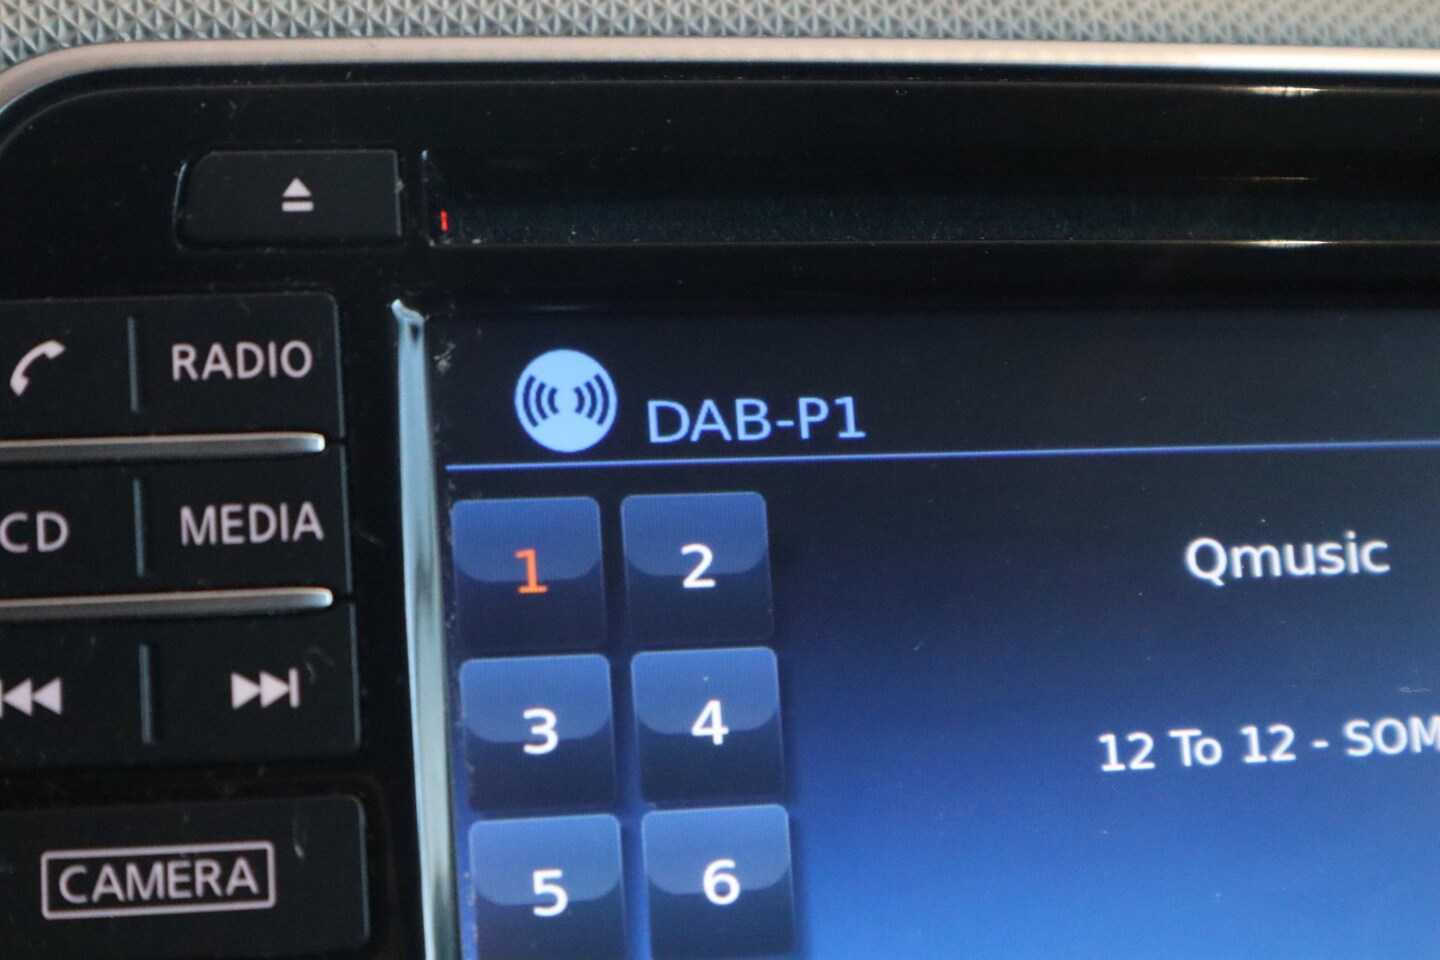 RADIO
CD
MEDIA
CAMERA
DAB-P1
1
2
3
4
5
6
Qmusic
12 To 12 - SOM